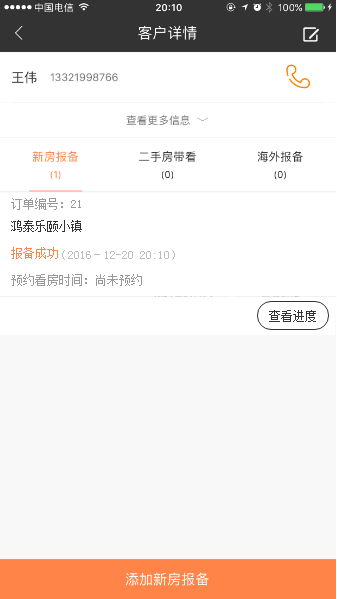 中国电信 20:10 100%
客户详情
王伟 13321998766
查看更多信息
新房报备 二手房带看 海外报备
(1) (0) (0)
订单编号：21
鸿泰乐颐小镇
报备成功(2016-12-20 20:10)
预约看房时间：尚未预约
查看进度
添加新房报备